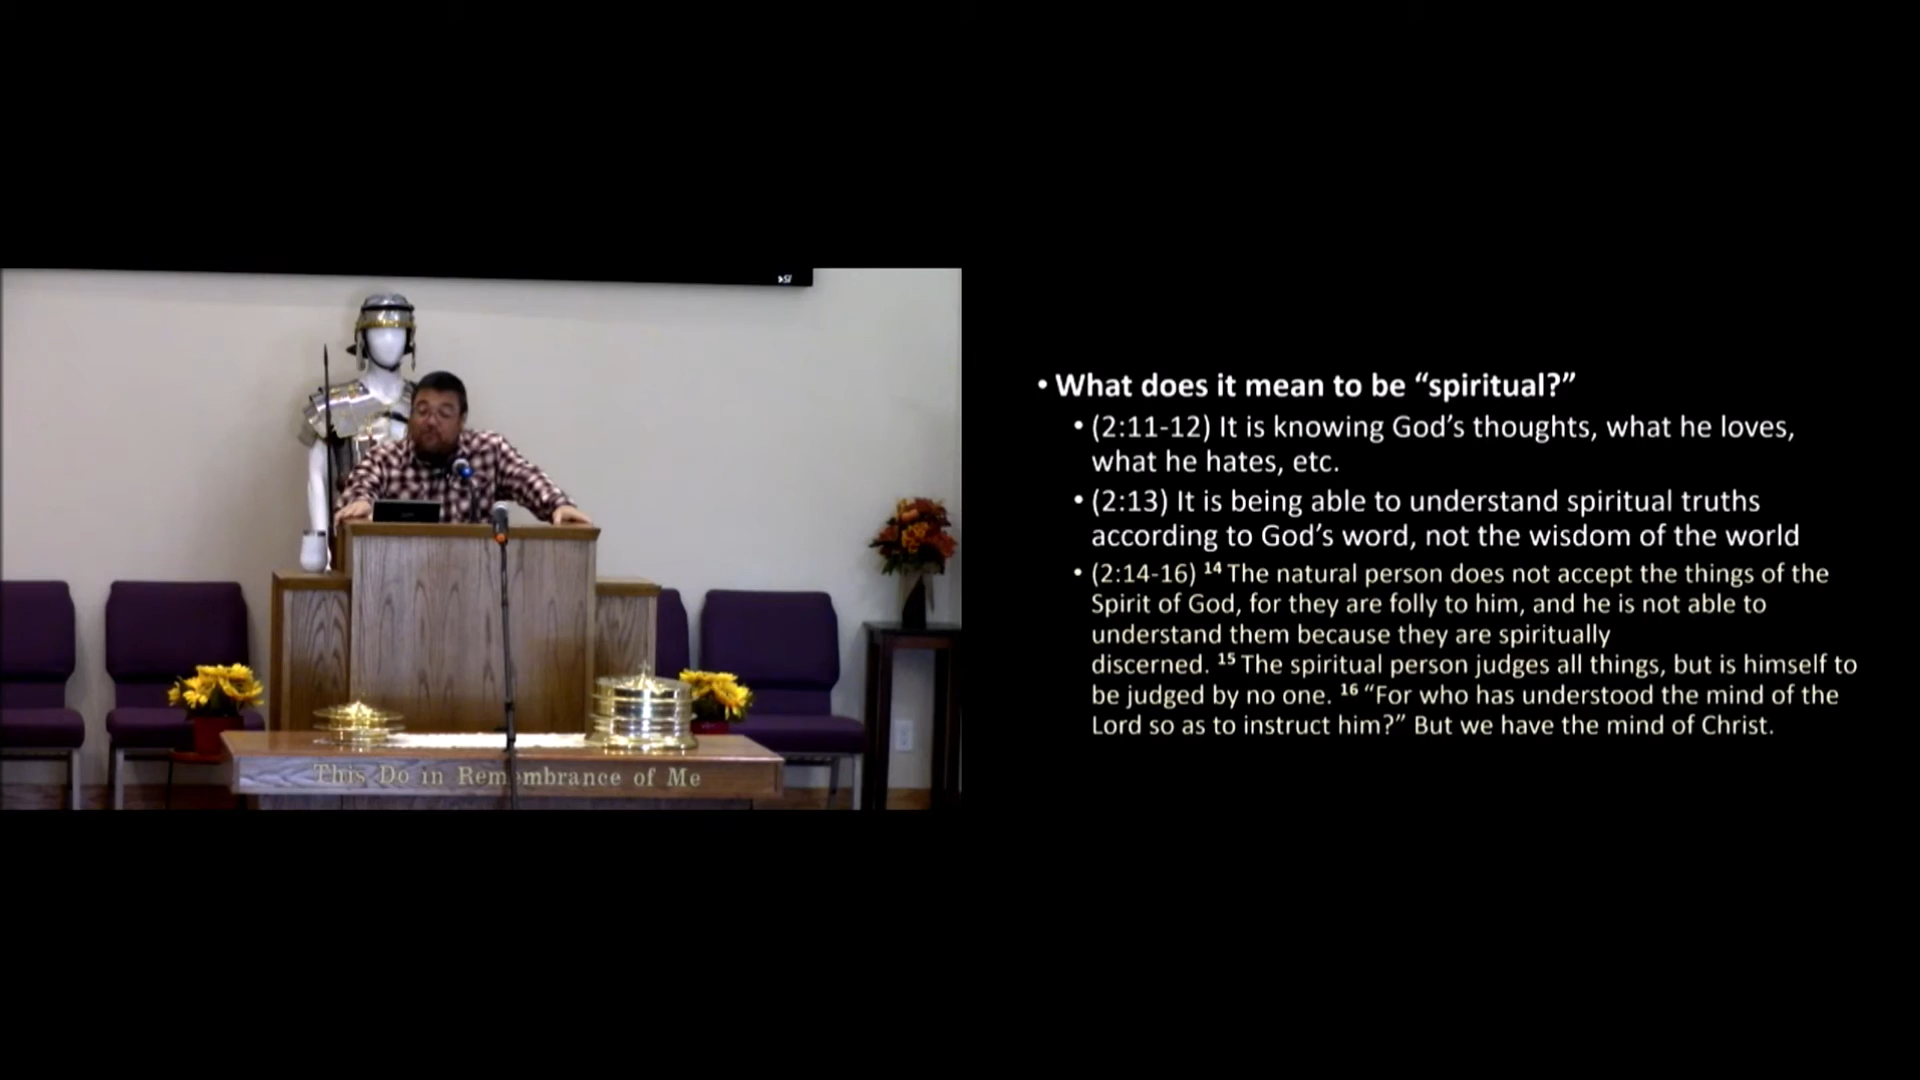 This Do in Remembrance of Me
• What does it mean to be “spiritual?”
• (2:11-12) It is knowing God’s thoughts, what he loves,
what he hates, etc.
• (2:13) It is being able to understand spiritual truths
according to God’s word, not the wisdom of the world
• (2:14-16) ¹⁴ The natural person does not accept the things of the
Spirit of God, for they are folly to him, and he is not able to
understand them because they are spiritually
discerned. ¹⁵ The spiritual person judges all things, but is himself to
be judged by no one. ¹⁶ “For who has understood the mind of the
Lord so as to instruct him?” But we have the mind of Christ.